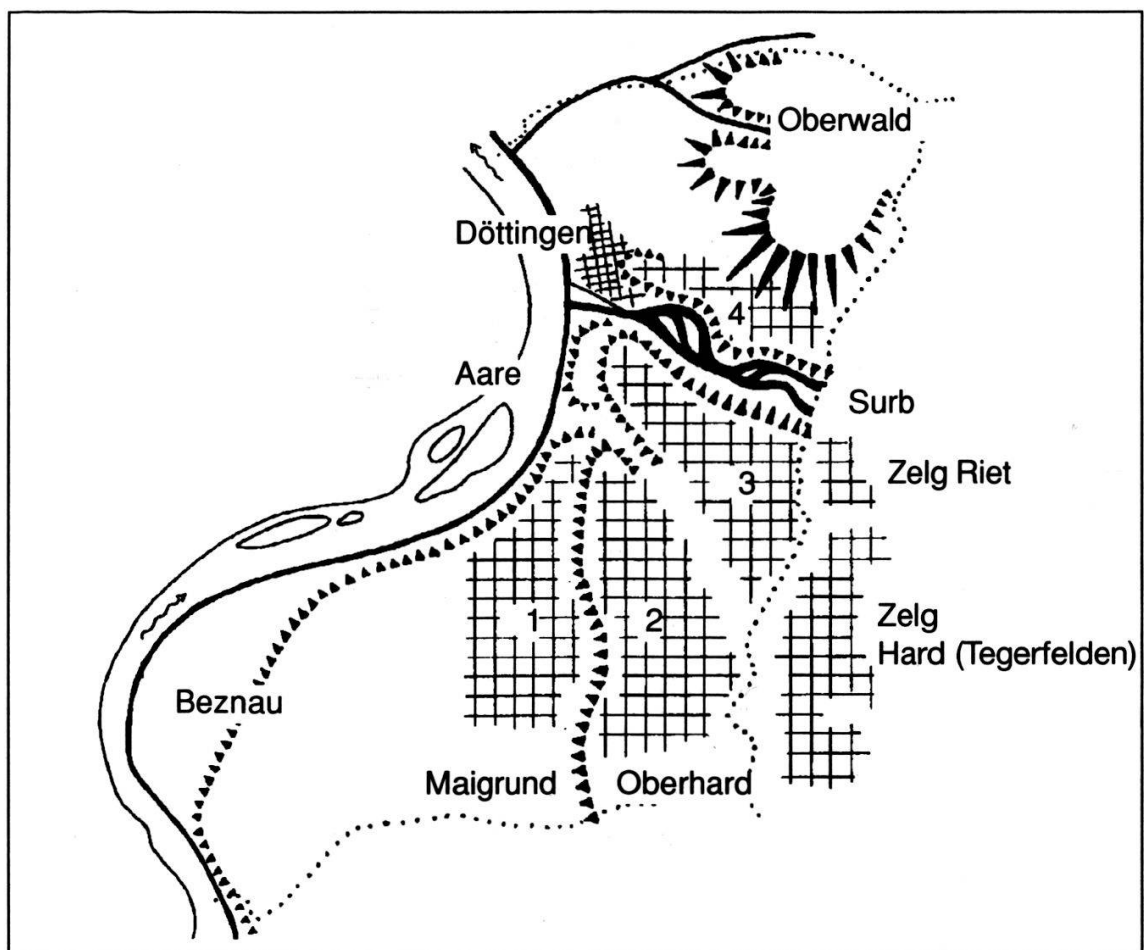 Oberwald
Döttingen
4
Aare
Surb
3
Zelg Riet
1
2
Zelg
Hard (Tegerfelden)
Beznau
Maigrund
Oberhard